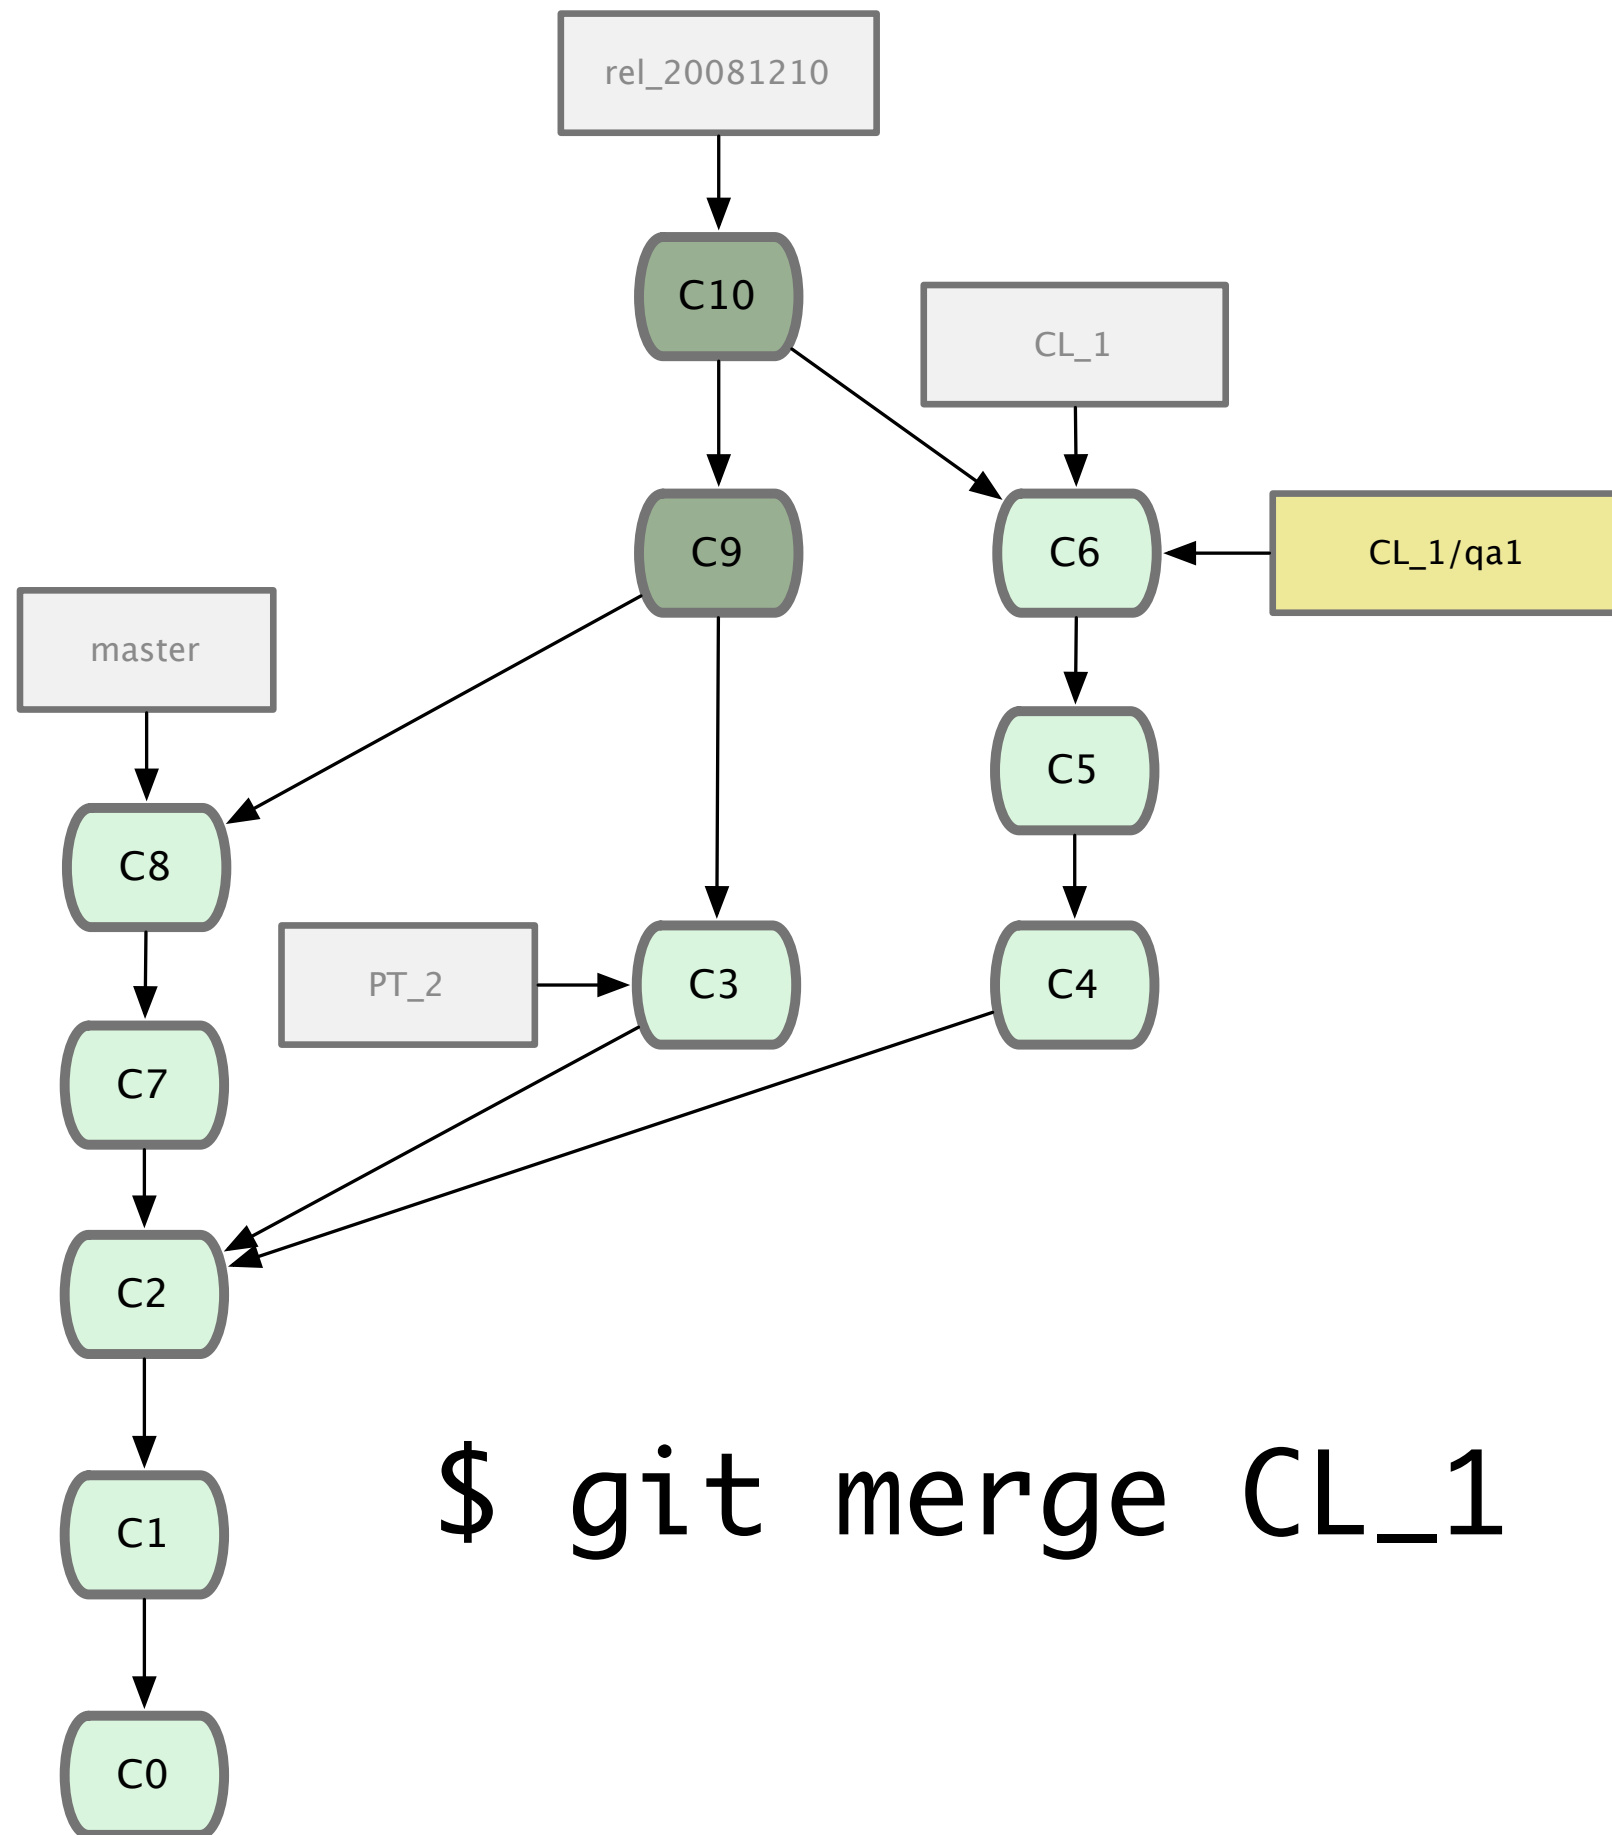 rel_20081210
C10
CL_1
C9
C6
CL_1/qa1
master
C5
C8
PT_2
C3
C4
C7
C2
$ git merge CL_1
C1
C0